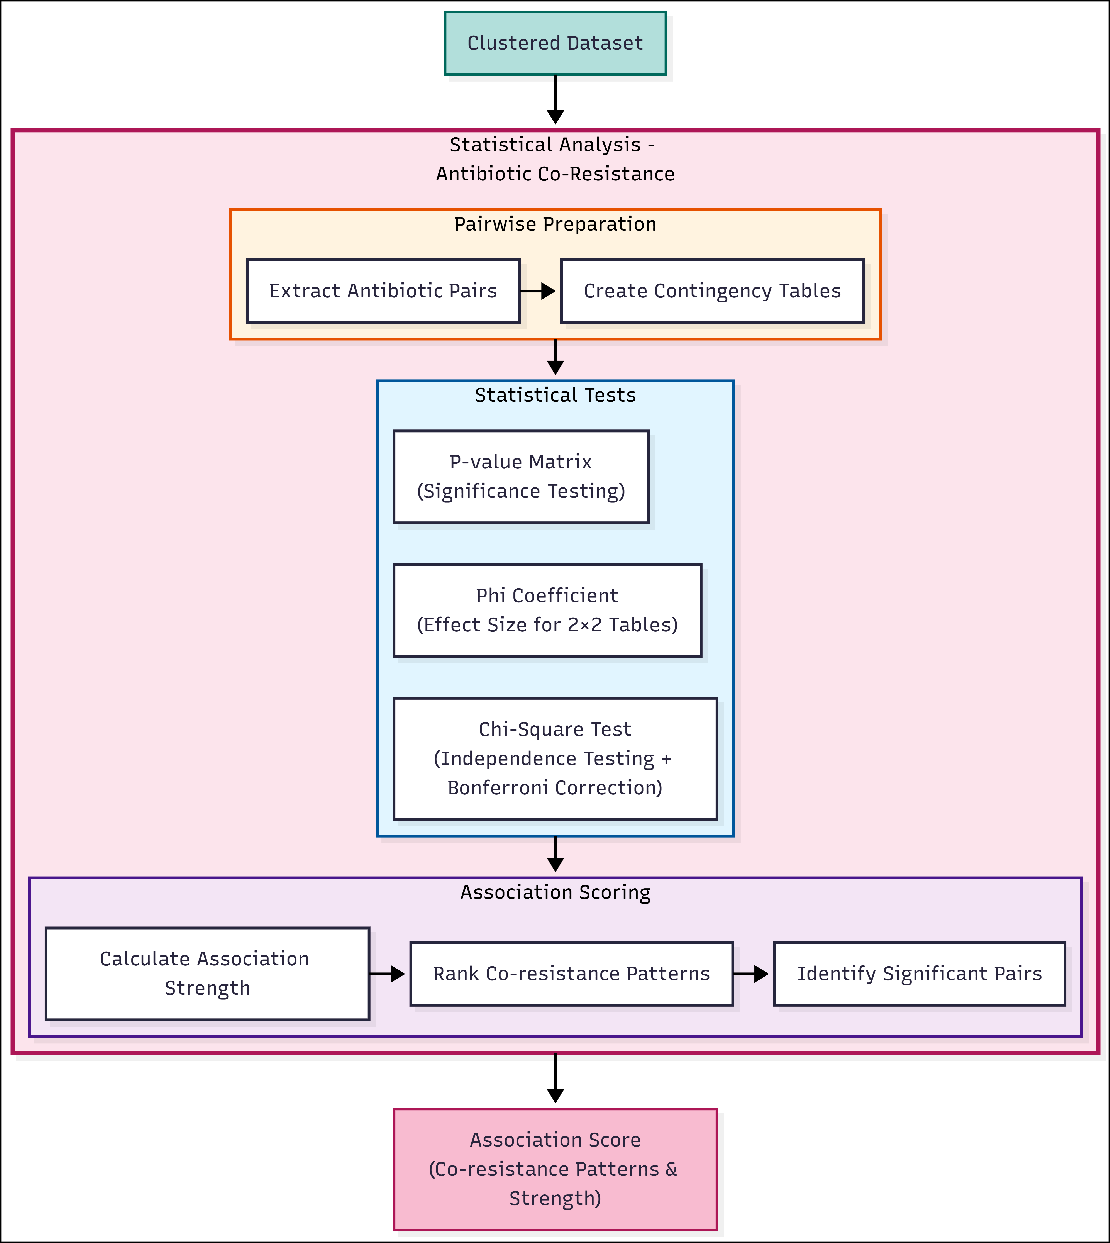 Clustered Dataset
Statistical Analysis -
Antibiotic Co-Resistance
Pairwise Preparation
Extract Antibiotic Pairs
Create Contingency Tables
Statistical Tests
P-value Matrix
(Significance Testing)
Phi Coefficient
(Effect Size for 2×2 Tables)
Chi-Square Test
(Independence Testing +
Bonferroni Correction)
Association Scoring
Calculate Association
Strength
Rank Co-resistance Patterns
Identify Significant Pairs
Association Score
(Co-resistance Patterns &
Strength)